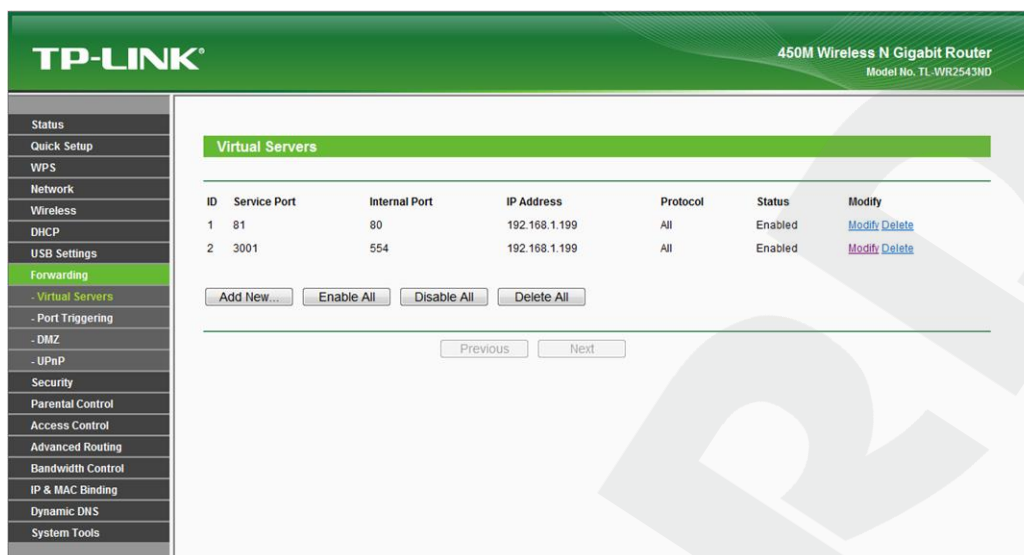 TP-LINK®
450M Wireless N Gigabit Router
Model No. TL-WR2543ND
Status
Quick Setup
WPS
Network
Wireless
DHCP
USB Settings
Forwarding
- Virtual Servers
- Port Triggering
- DMZ
- UPnP
Security
Parental Control
Access Control
Advanced Routing
Bandwidth Control
IP & MAC Binding
Dynamic DNS
System Tools
Virtual Servers
ID Service Port Internal Port IP Address Protocol Status Modify
1 81 80 192.168.1.199 All Enabled Modify Delete
2 3001 554 192.168.1.199 All Enabled Modify Delete
Add New... Enable All Disable All Delete All
Previous Next